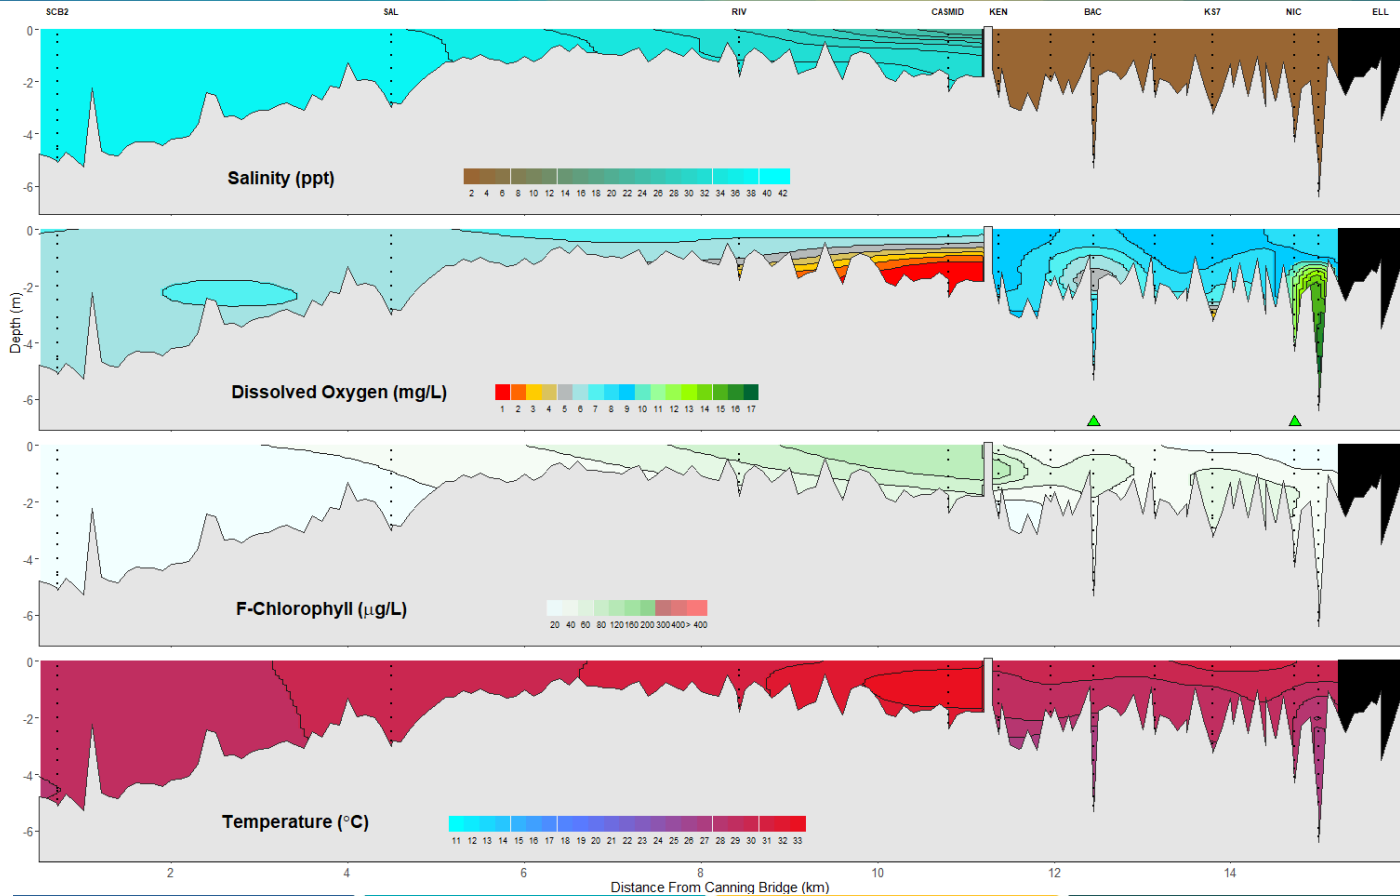 SCB2 SAL RIV CASMID KEN BAC KS7 NIC ELL
0
-2
-4
-6
Salinity (ppt)
2 4 6 8 10 12 14 16 18 20 22 24 26 28 30 32 34 36 38 40 42
0
-2
-4
-6
Depth (m)
Dissolved Oxygen (mg/L)
1 2 3 4 5 6 7 8 9 10 11 12 13 14 15 16 17
0
-2
-4
-6
F-Chlorophyll (μg/L)
20 40 60 80 120 160 200 300 400 > 400
0
-2
-4
-6
Temperature (°C)
11 12 13 14 15 16 17 18 19 20 21 22 23 24 25 26 27 28 29 30 31 32 33
2 4 6 8 10 12 14
Distance From Canning Bridge (km)